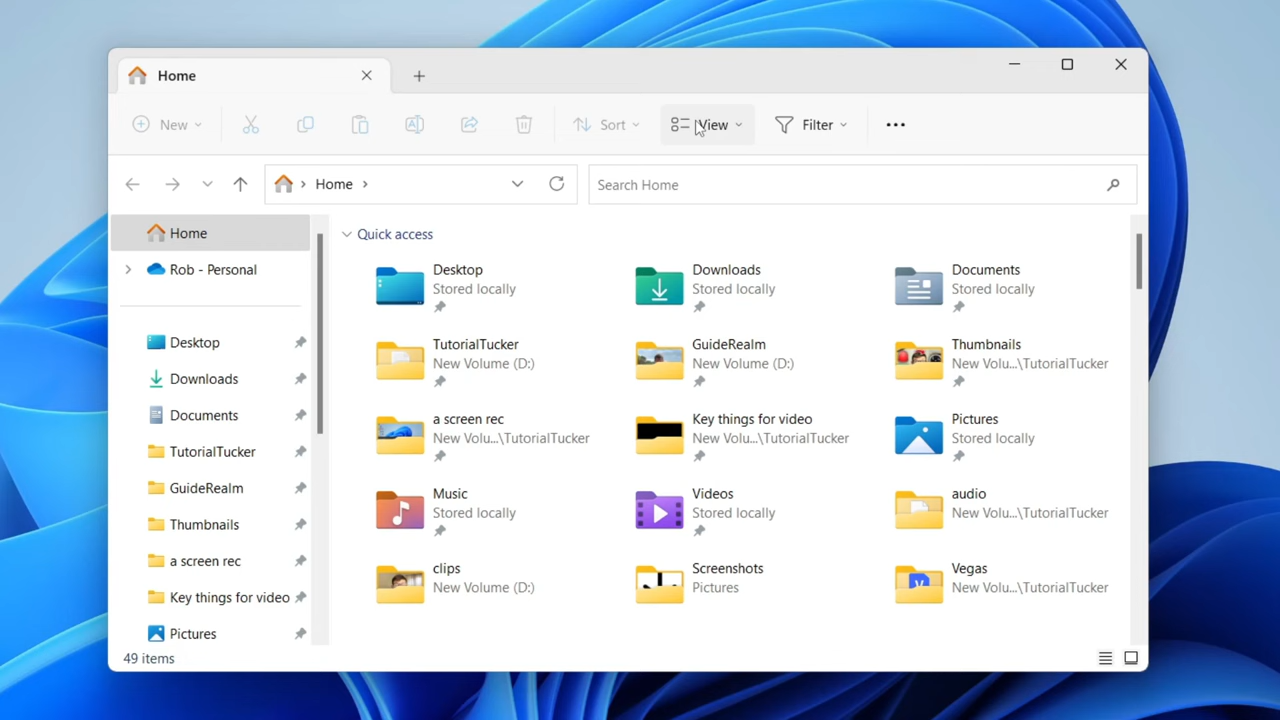 Home
New
Sort
View
Filter
Home
Search Home
Home
Rob - Personal
Desktop
Downloads
Documents
TutorialTucker
GuideRealm
Thumbnails
a screen rec
Key things for video
Pictures
Quick access
Desktop
Stored locally
Downloads
Stored locally
Documents
Stored locally
TutorialTucker
New Volume (D:)
GuideRealm
New Volume (D:)
Thumbnails
New Volu...\TutorialTucker
a screen rec
New Volu...\TutorialTucker
Key things for video
New Volu...\TutorialTucker
Pictures
Stored locally
Music
Stored locally
Videos
Stored locally
audio
New Volu...\TutorialTucker
clips
New Volume (D:)
Screenshots
Pictures
Vegas
New Volu...\TutorialTucker
49 items